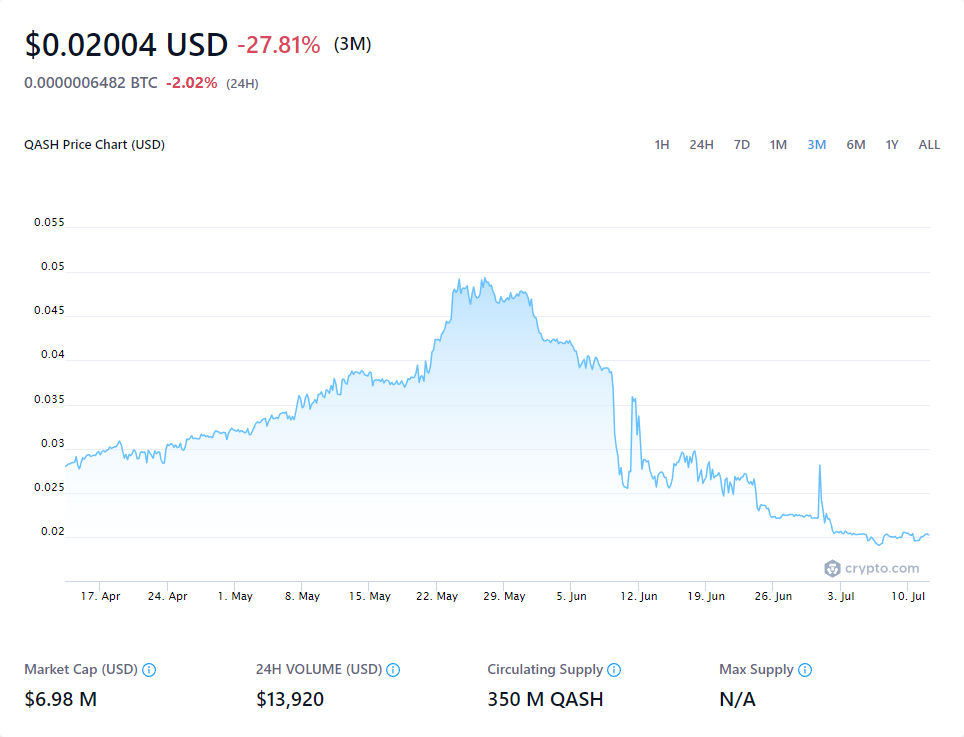 $0.02004 USD -27.81% (3M)
0.0000006482 BTC -2.02% (24H)
QASH Price Chart (USD) 1H 24H 7D 1M 3M 6M 1Y ALL
0.055
0.05
0.045
0.04
0.035
0.03
0.025
0.02
crypto.com
17. Apr 24. Apr 1. May 8. May 15. May 22. May 29. May 5. Jun 12. Jun 19. Jun 26. Jun 3. Jul 10. Jul
Market Cap (USD) 24H VOLUME (USD) Circulating Supply Max Supply
$6.98 M $13,920 350 M QASH N/A